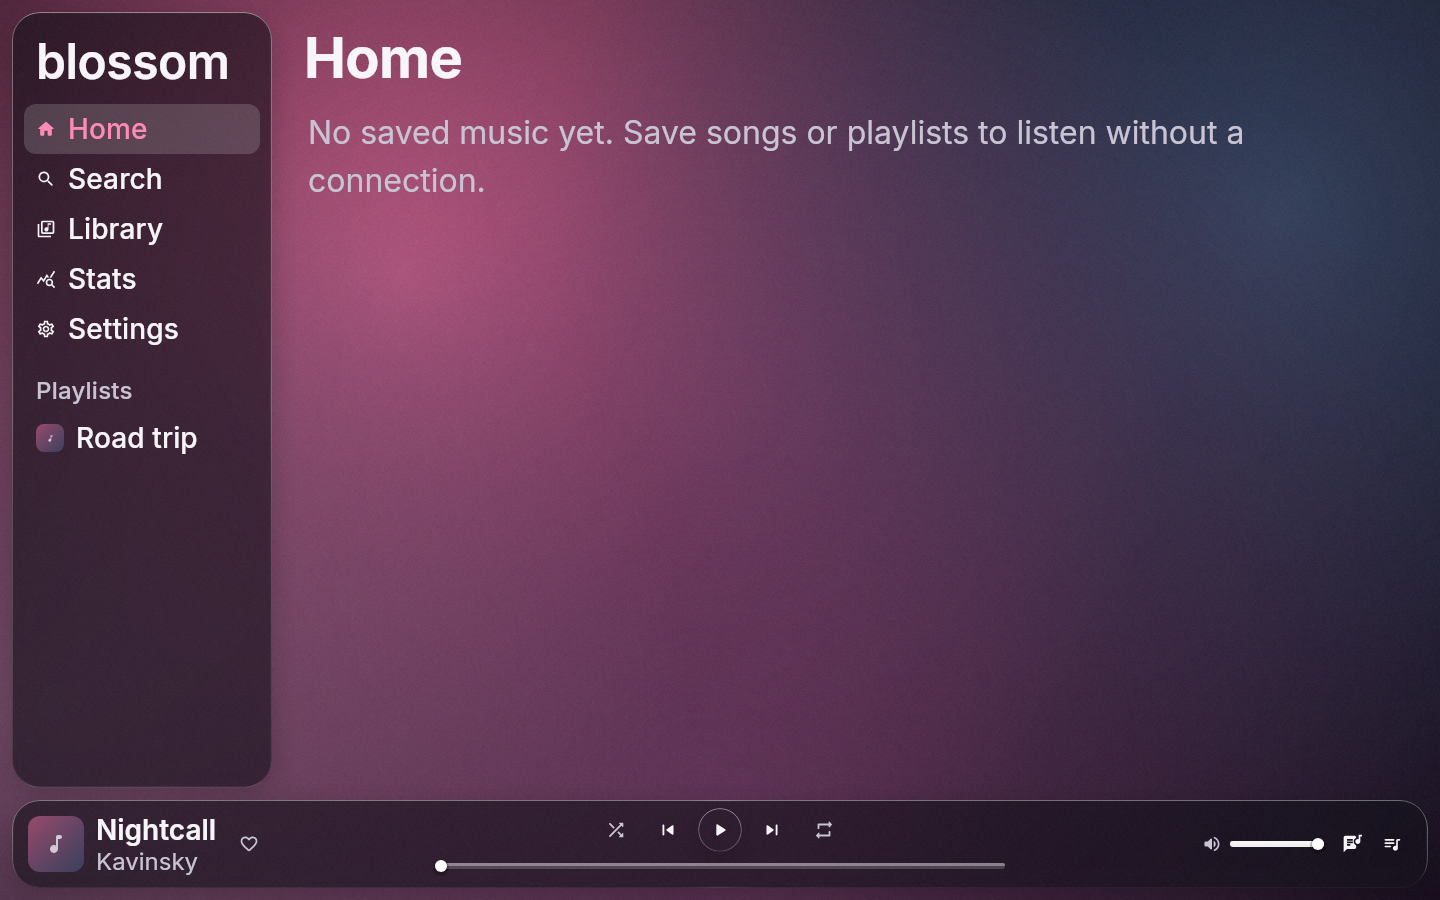 blossom
Home
Search
Library
Stats
Settings
Playlists
Road trip
Home
No saved music yet. Save songs or playlists to listen without a
connection.
Nightcall
Kavinsky